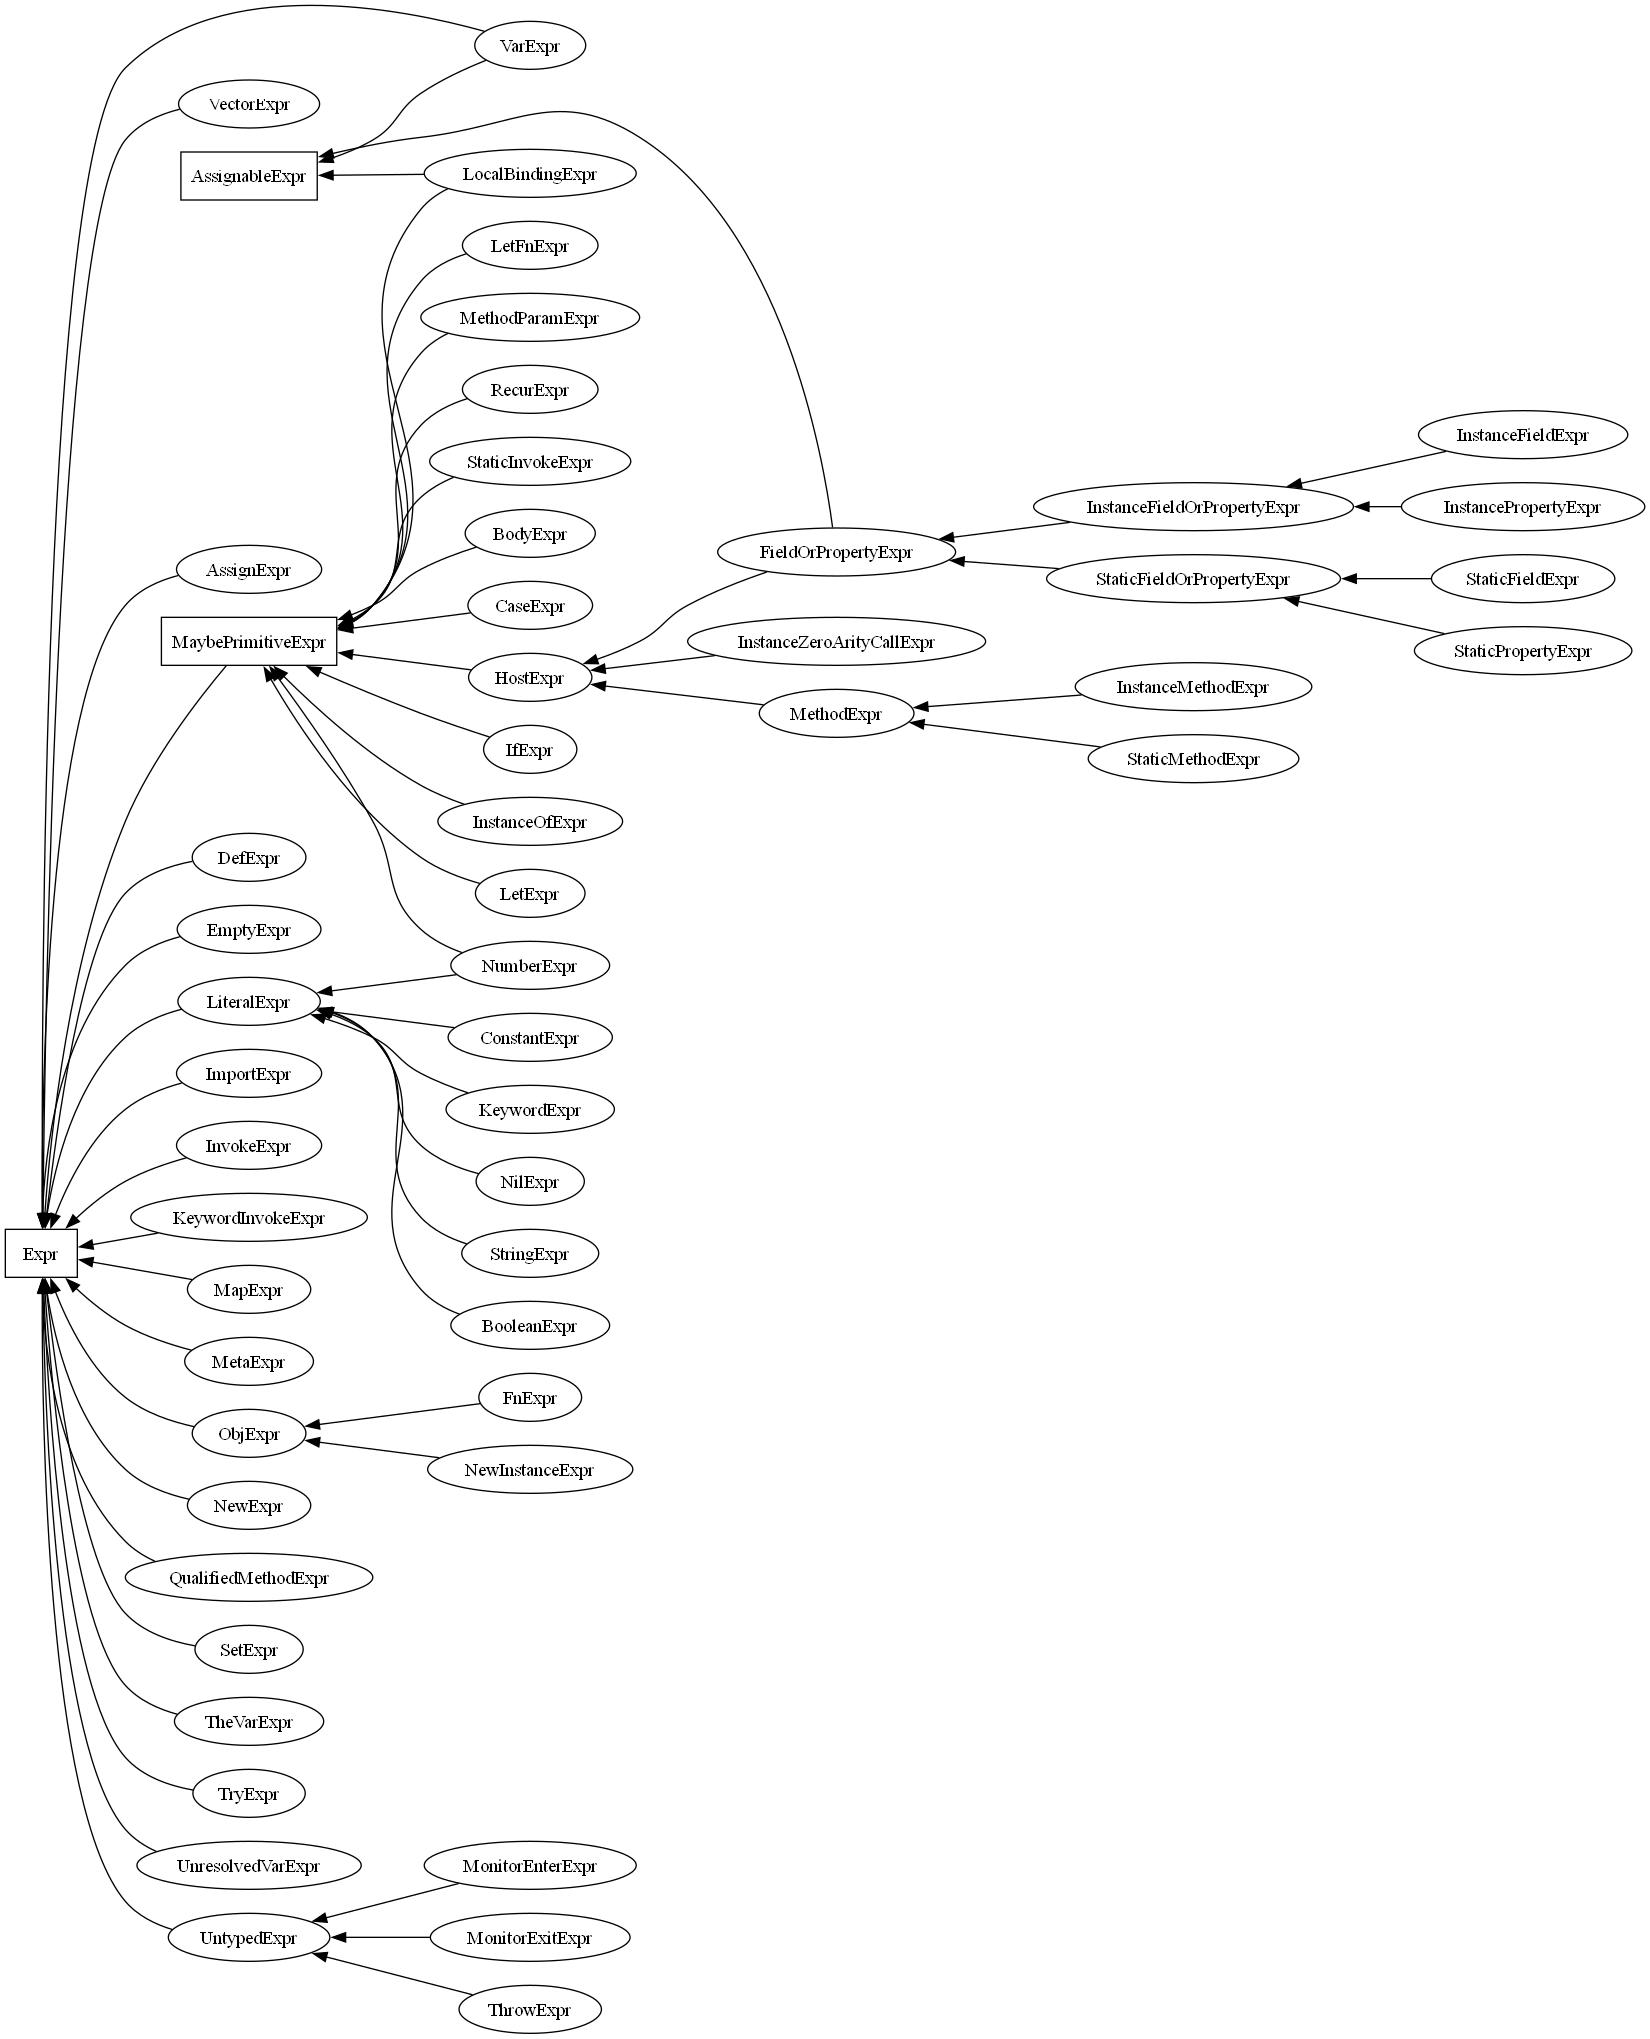 VarExpr
VectorExpr
AssignableExpr
LocalBindingExpr
LetFnExpr
MethodParamExpr
RecurExpr
InstanceFieldExpr
StaticInvokeExpr
InstanceFieldOrPropertyExpr
InstancePropertyExpr
BodyExpr
FieldOrPropertyExpr
AssignExpr
StaticFieldOrPropertyExpr
StaticFieldExpr
CaseExpr
MaybePrimitiveExpr
InstanceZeroArityCallExpr
StaticPropertyExpr
HostExpr
InstanceMethodExpr
MethodExpr
IfExpr
StaticMethodExpr
InstanceOfExpr
DefExpr
LetExpr
EmptyExpr
NumberExpr
LiteralExpr
ConstantExpr
ImportExpr
KeywordExpr
InvokeExpr
NilExpr
KeywordInvokeExpr
Expr
StringExpr
MapExpr
BooleanExpr
MetaExpr
FnExpr
ObjExpr
NewInstanceExpr
NewExpr
QualifiedMethodExpr
SetExpr
TheVarExpr
TryExpr
UnresolvedVarExpr
MonitorEnterExpr
UntypedExpr
MonitorExitExpr
ThrowExpr